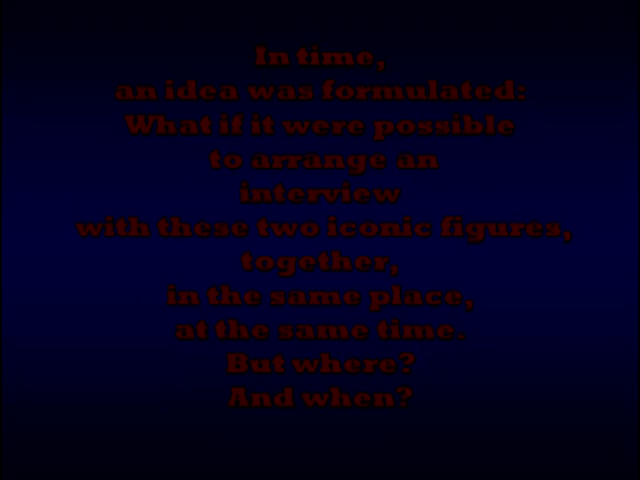 In time,
an idea was formulated:
What if it were possible
to arrange an
interview
with these two iconic figures,
together,
in the same place,
at the same time.
But where?
And when?